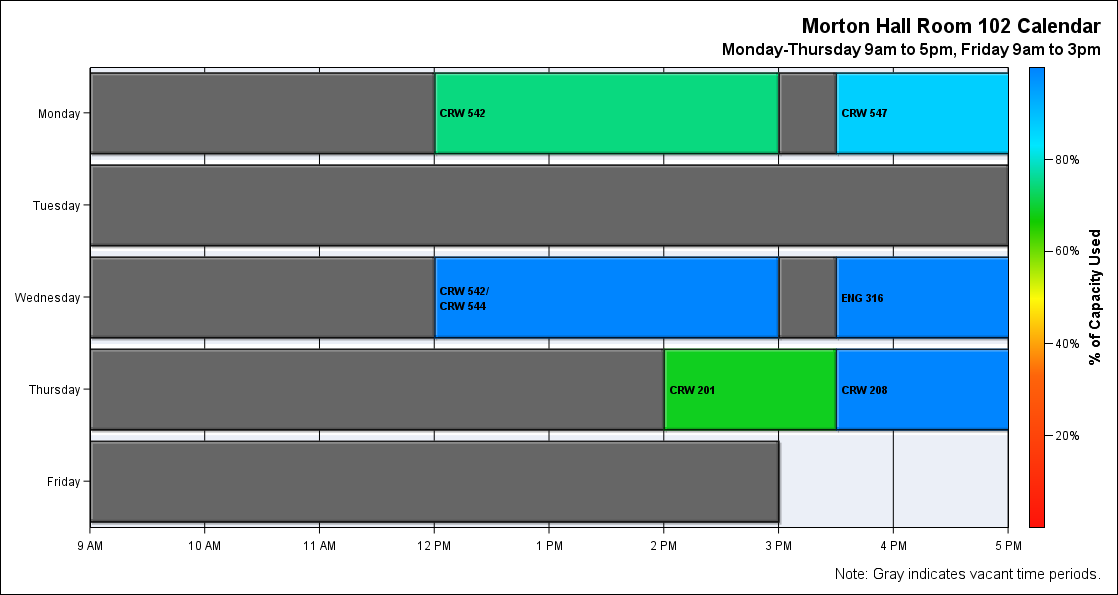 Morton Hall Room 102 Calendar
Monday-Thursday 9am to 5pm, Friday 9am to 3pm
Monday
CRW 542
CRW 547
Tuesday
Wednesday
CRW 542/
CRW 544
ENG 316
Thursday
CRW 201
CRW 208
Friday
9 AM
10 AM
11 AM
12 PM
1 PM
2 PM
3 PM
4 PM
5 PM
80%
60%
40%
20%
% of Capacity Used
Note: Gray indicates vacant time periods.